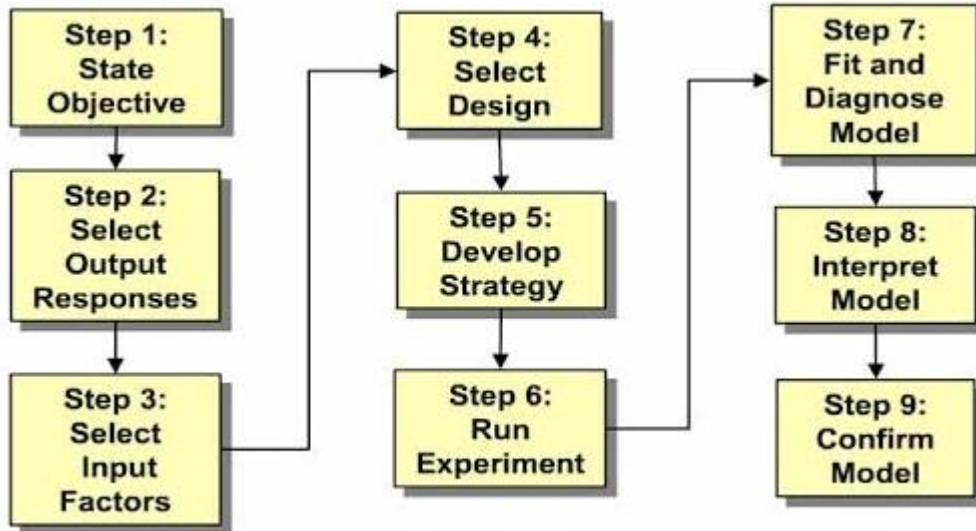 Step 1:
State
Objective
Step 2:
Select
Output
Responses
Step 3:
Select
Input
Factors
Step 4:
Select
Design
Step 5:
Develop
Strategy
Step 6:
Run
Experiment
Step 7:
Fit and
Diagnose
Model
Step 8:
Interpret
Model
Step 9:
Confirm
Model